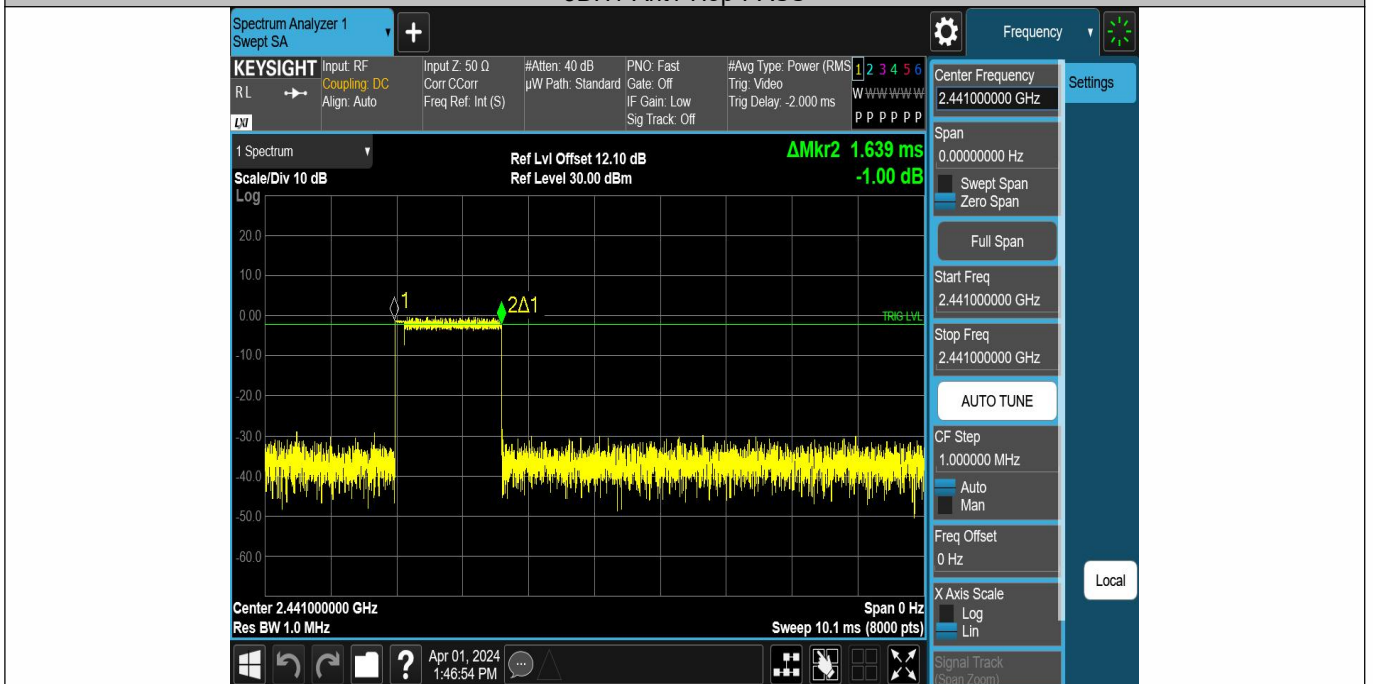 Spectrum Analyzer 1
Swept SA
Frequency
KEYSIGHT
RL
LXI
Input: RF
Coupling: DC
Align: Auto
Input Z: 50 Ω
Corr CCorr
Freq Ref: Int (S)
#Atten: 40 dB
µW Path: Standard
PNO: Fast
Gate: Off
IF Gain: Low
Sig Track: Off
#Avg Type: Power (RMS
Trig: Video
Trig Delay: -2.000 ms
1 2 3 4 5 6
W W W W W W
P P P P P P
1 Spectrum
Scale/Div 10 dB
Log
Ref Lvl Offset 12.10 dB
Ref Level 30.00 dBm
ΔMkr2 1.639 ms
-1.00 dB
20.0
10.0
0.00
-10.0
-20.0
-30.0
-40.0
-50.0
-60.0
1
2Δ1
TRIG LVL
Center 2.441000000 GHz
Res BW 1.0 MHz
Span 0 Hz
Sweep 10.1 ms (8000 pts)
Apr 01, 2024
1:46:54 PM
Center Frequency
2.441000000 GHz
Settings
Span
0.00000000 Hz
Swept Span
Zero Span
Full Span
Start Freq
2.441000000 GHz
Stop Freq
2.441000000 GHz
AUTO TUNE
CF Step
1.000000 MHz
Auto
Man
Freq Offset
0 Hz
X Axis Scale
Log
Lin
Local
Signal Track
(Span Zoom)